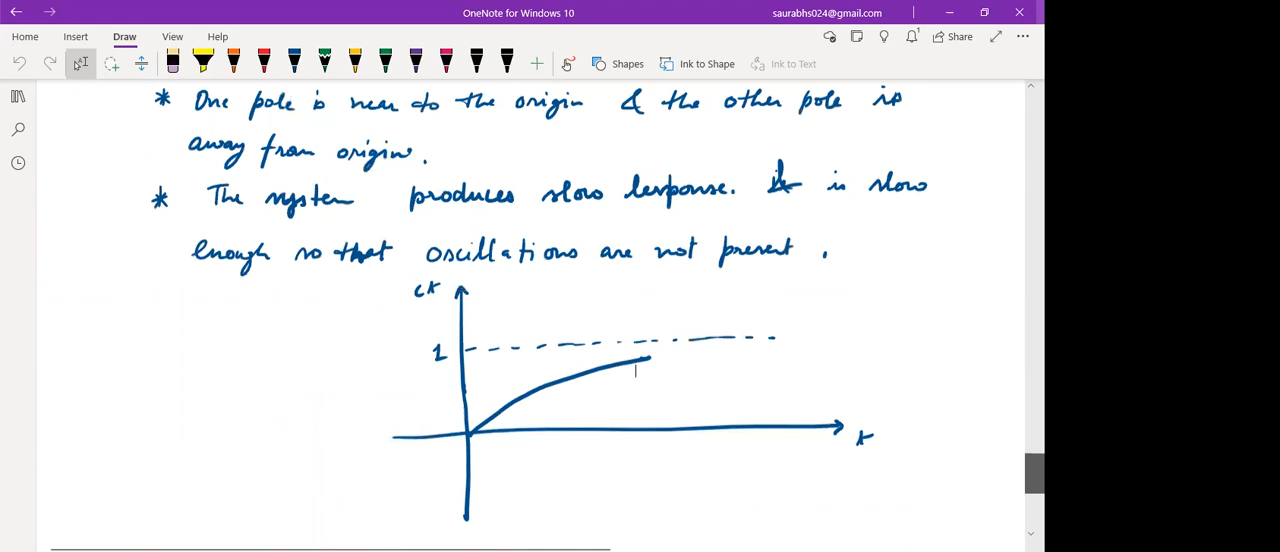 OneNote for Windows 10
saurabhs024@gmail.com
Home Insert Draw View Help
Share
Shapes Ink to Shape Ink to Text
* One pole is near to the origin & the other pole is
away from origin.
* The system produces slow response. It is slow
enough so that oscillations are not present .
ct
1
t